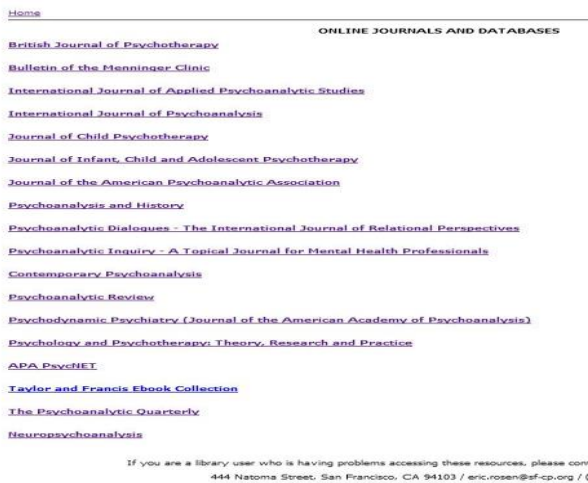 Home
ONLINE JOURNALS AND DATABASES
British Journal of Psychotherapy
Bulletin of the Menninger Clinic
International Journal of Applied Psychoanalytic Studies
International Journal of Psychoanalysis
Journal of Child Psychotherapy
Journal of Infant, Child and Adolescent Psychotherapy
Journal of the American Psychoanalytic Association
Psychoanalysis and History
Psychoanalytic Dialogues - The International Journal of Relational Perspectives
Psychoanalytic Inquiry - A Topical Journal for Mental Health Professionals
Contemporary Psychoanalysis
Psychoanalytic Review
Psychodynamic Psychiatry (Journal of the American Academy of Psychoanalysis)
Psychology and Psychotherapy: Theory, Research and Practice
APA PsycNET
Taylor and Francis Ebook Collection
The Psychoanalytic Quarterly
Neuropsychoanalysis
If you are a library user who is having problems accessing these resources, please
444 Natoma Street, San Francisco, CA 94103 / eric.rosen@sf-cp.org / (